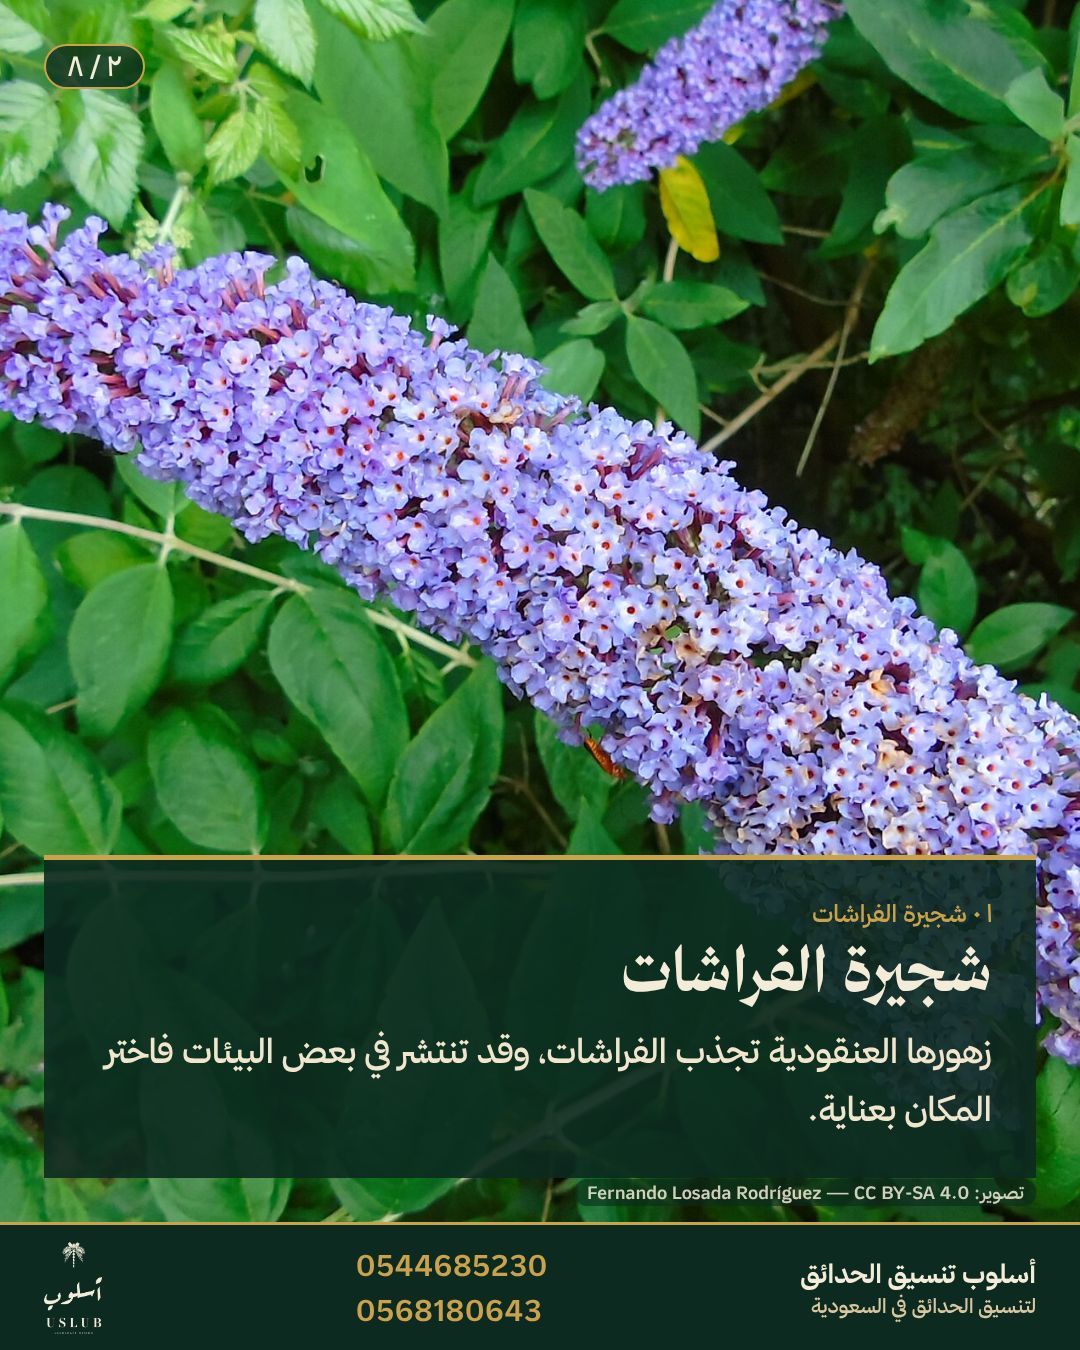 ٨/٢
١ • شجيرة الفراشات
شجيرة الفراشات
زهورها العنقودية تجذب الفراشات، وقد تنتشر في بعض البيئات فاختر
المكان بعناية.
تصوير: Fernando Losada Rodríguez — CC BY-SA 4.0
أسلوب تنسيق الحدائق
لتنسيق الحدائق في السعودية
0544685230
0568180643
أسلوب
USLUB